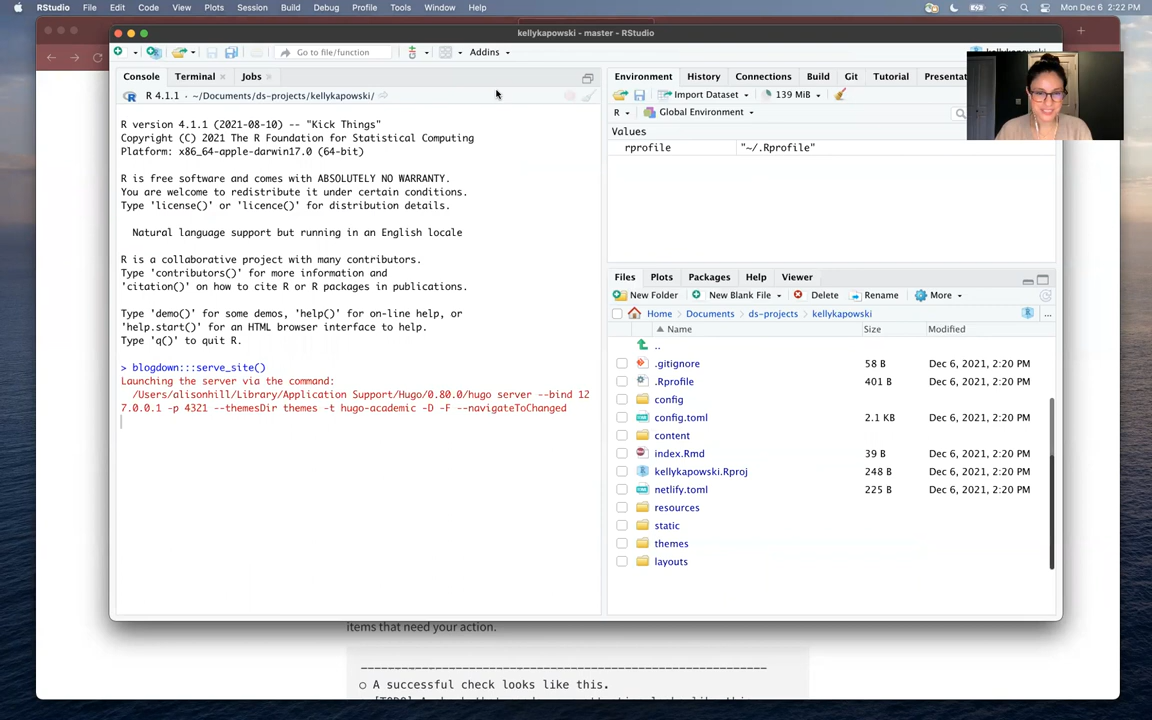 RStudio File Edit Code View Plots Session Build Debug Profile Tools Window Help Mon Dec 6 2:22 PM
kellykapowski - master - RStudio
Go to file/function Addins
Console Terminal Jobs
R 4.1.1 · ~/Documents/ds-projects/kellykapowski/
R version 4.1.1 (2021-08-10) -- "Kick Things"
Copyright (C) 2021 The R Foundation for Statistical Computing
Platform: x86_64-apple-darwin17.0 (64-bit)
R is free software and comes with ABSOLUTELY NO WARRANTY.
You are welcome to redistribute it under certain conditions.
Type 'license()' or 'licence()' for distribution details.
Natural language support but running in an English locale
R is a collaborative project with many contributors.
Type 'contributors()' for more information and
'citation()' on how to cite R or R packages in publications.
Type 'demo()' for some demos, 'help()' for on-line help, or
'help.start()' for an HTML browser interface to help.
Type 'q()' to quit R.
> blogdown:::serve_site()
Launching the server via the command:
/Users/alisonhill/Library/Application Support/Hugo/0.80.0/hugo server --bind 12
7.0.0.1 -p 4321 --themesDir themes -t hugo-academic -D -F --navigateToChanged
Environment History Connections Build Git Tutorial Presentat
Import Dataset 139 MiB
R Global Environment
Values
rprofile "~/.Rprofile"
Files Plots Packages Help Viewer
New Folder New Blank File Delete Rename More
Home Documents ds-projects kellykapowski
Name Size Modified
..
.gitignore 58 B Dec 6, 2021, 2:20 PM
.Rprofile 401 B Dec 6, 2021, 2:20 PM
config
config.toml 2.1 KB Dec 6, 2021, 2:20 PM
content
index.Rmd 39 B Dec 6, 2021, 2:20 PM
kellykapowski.Rproj 248 B Dec 6, 2021, 2:20 PM
netlify.toml 225 B Dec 6, 2021, 2:20 PM
resources
static
themes
layouts
items that need your action.
○ A successful check looks like this.